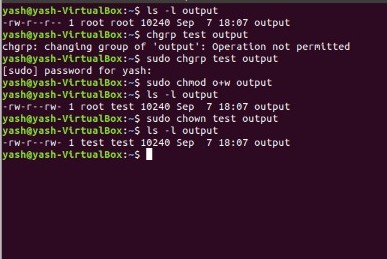 yash@yash-VirtualBox:~$ ls -l output
-rw-r--r-- 1 root root 10240 Sep  7 18:07 output
yash@yash-VirtualBox:~$ chgrp test output
chgrp: changing group of 'output': Operation not permitted
yash@yash-VirtualBox:~$ sudo chgrp test output
[sudo] password for yash:
yash@yash-VirtualBox:~$ sudo chmod o+w output
yash@yash-VirtualBox:~$ ls -l output
-rw-r--rw- 1 root test 10240 Sep  7 18:07 output
yash@yash-VirtualBox:~$ sudo chown test output
yash@yash-VirtualBox:~$ ls -l output
-rw-r--rw- 1 test test 10240 Sep  7 18:07 output
yash@yash-VirtualBox:~$